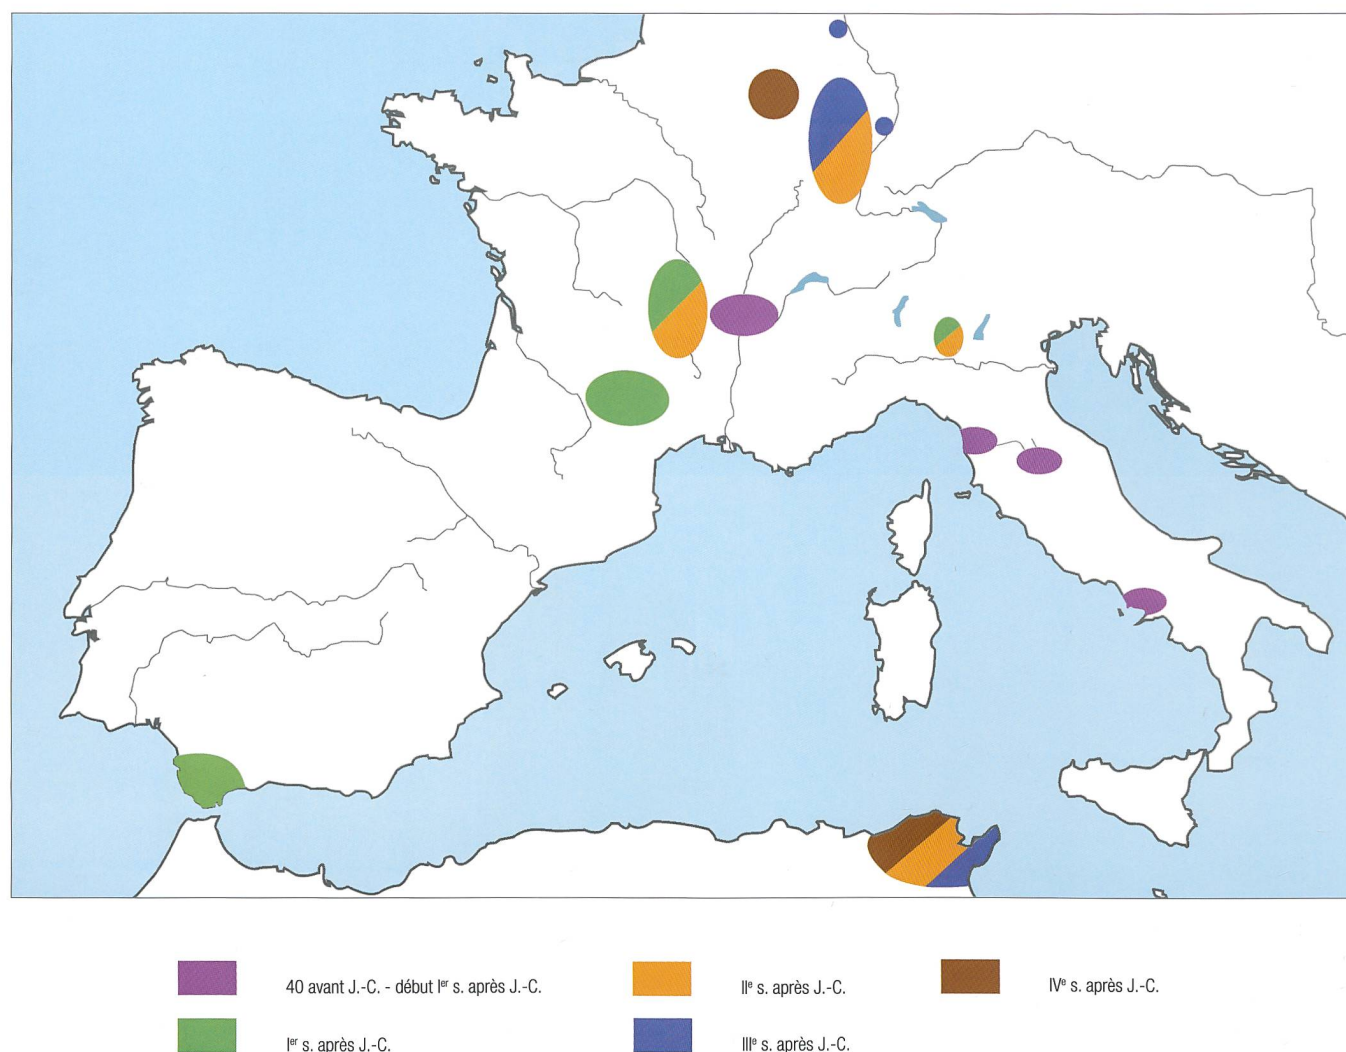 40 avant J.-C. - début Ier s. après J.-C.
IIe s. après J.-C.
IVe s. après J.-C.
Ier s. après J.-C.
IIIe s. après J.-C.